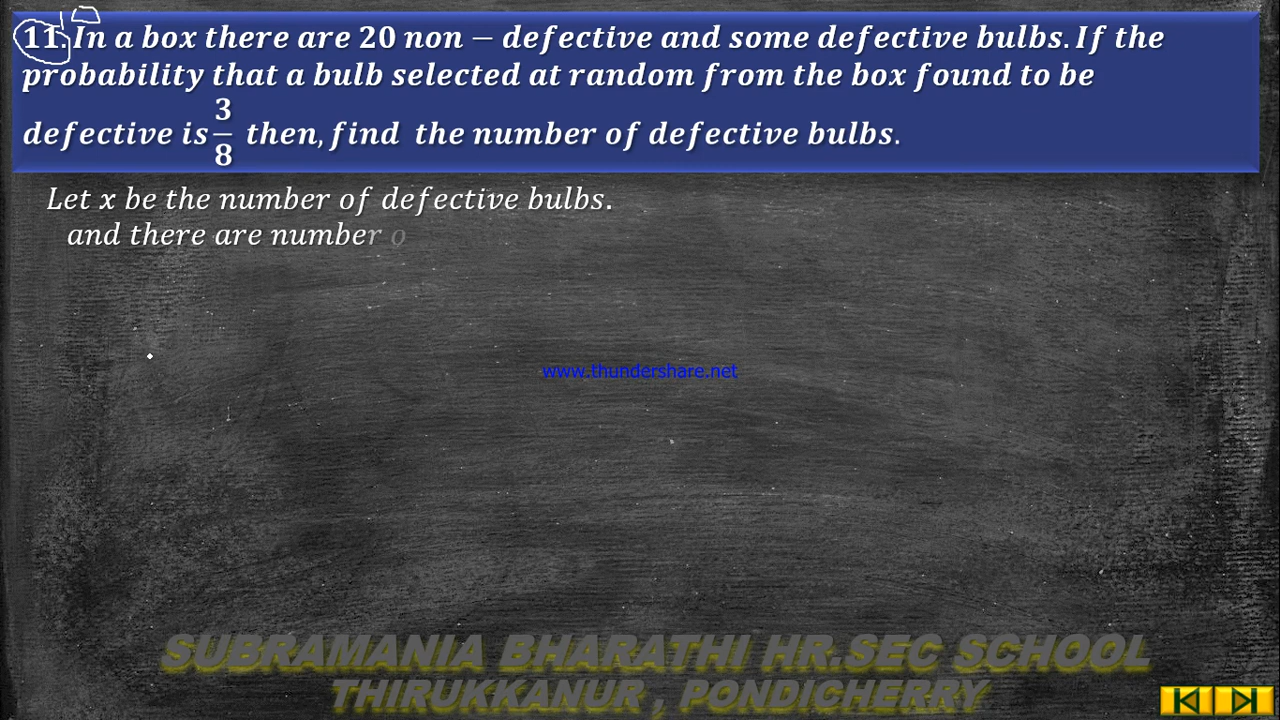 11. In a box there are 20 non − defective and some defective bulbs. If the
probability that a bulb selected at random from the box found to be
defective is 3/8 then, find the number of defective bulbs.
Let x be the number of defective bulbs.
and there are number o
www.thundershare.net
SUBRAMANIA BHARATHI HR.SEC SCHOOL
THIRUKKANUR , PONDICHERRY